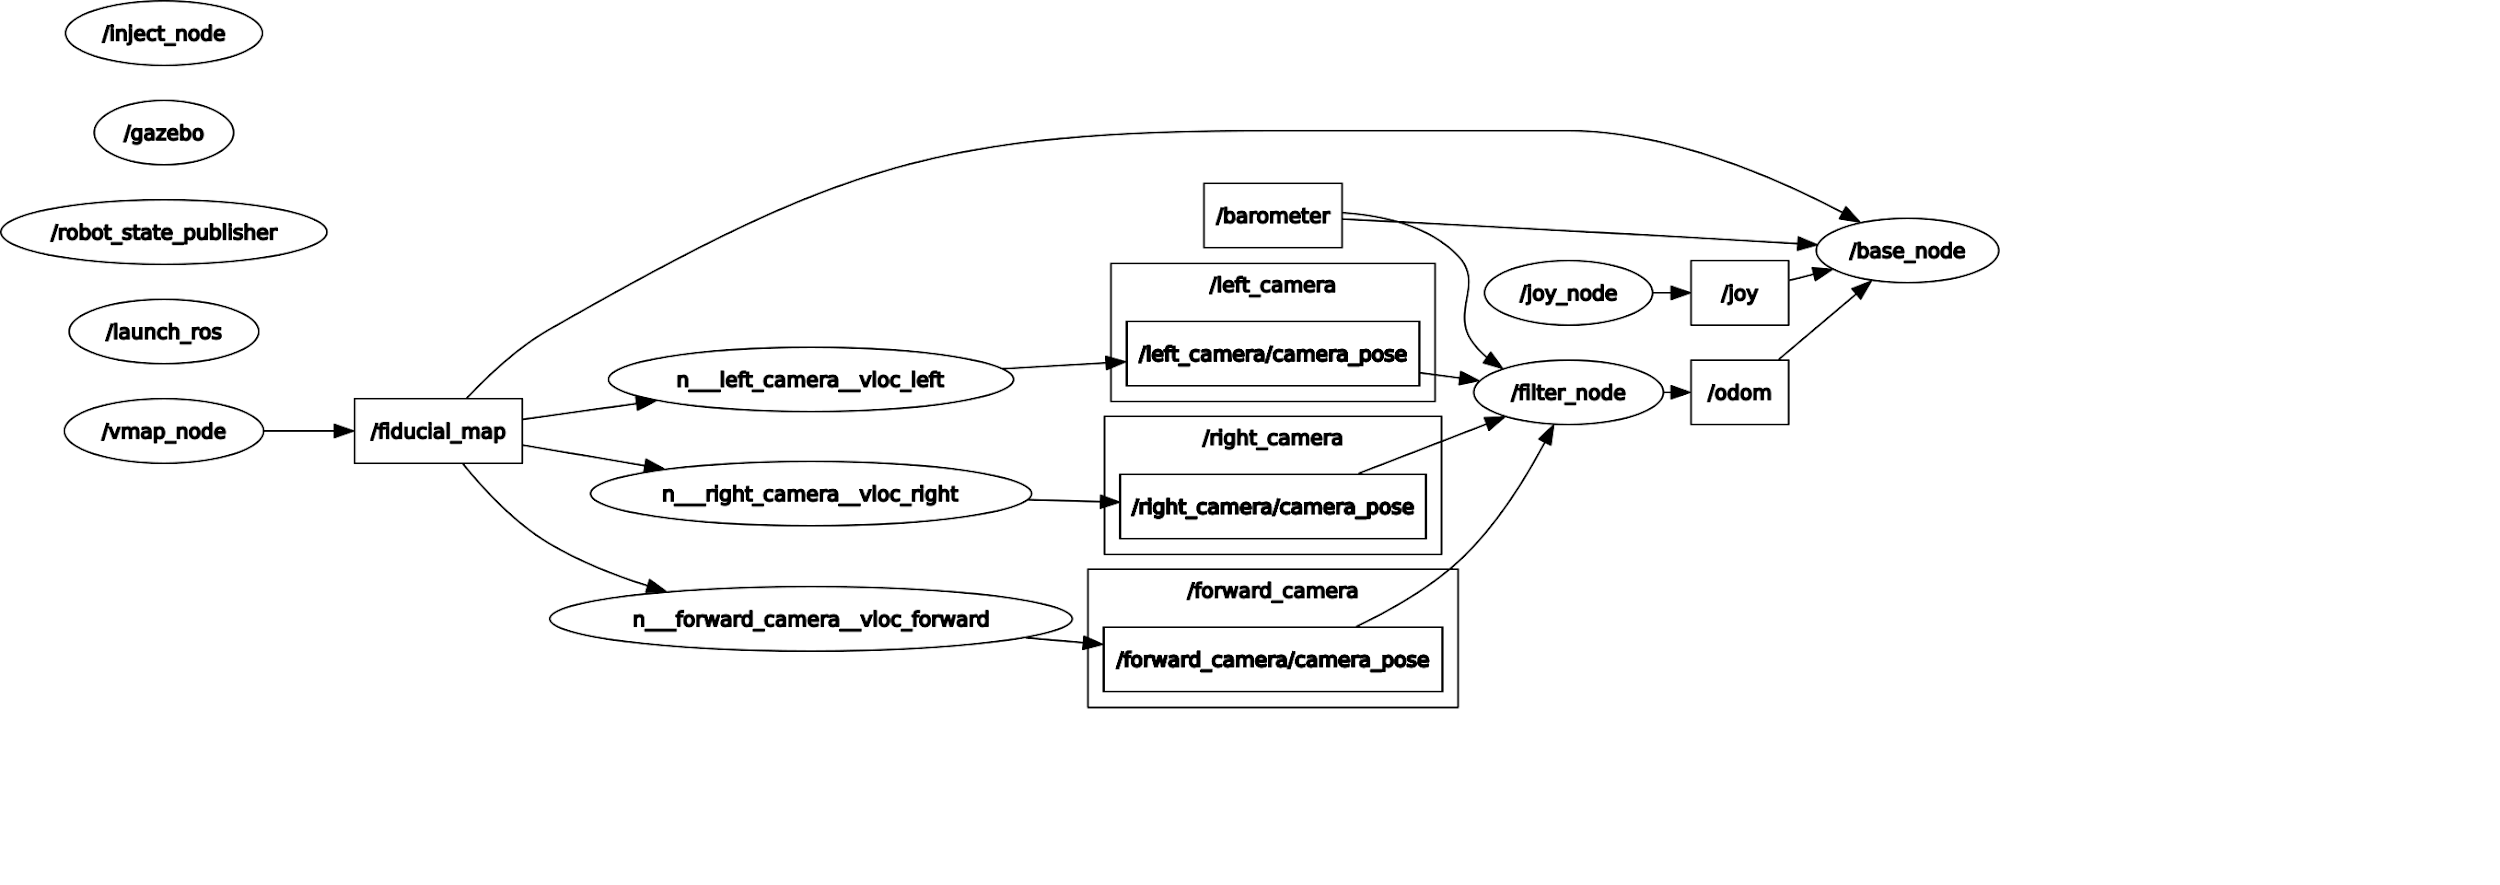 /inject_node
/gazebo
/robot_state_publisher
/launch_ros
/vmap_node
/fiducial_map
n___left_camera__vloc_left
n___right_camera__vloc_right
n___forward_camera__vloc_forward
/barometer
/left_camera
/left_camera/camera_pose
/right_camera
/right_camera/camera_pose
/forward_camera
/forward_camera/camera_pose
/joy_node
/filter_node
/joy
/odom
/base_node